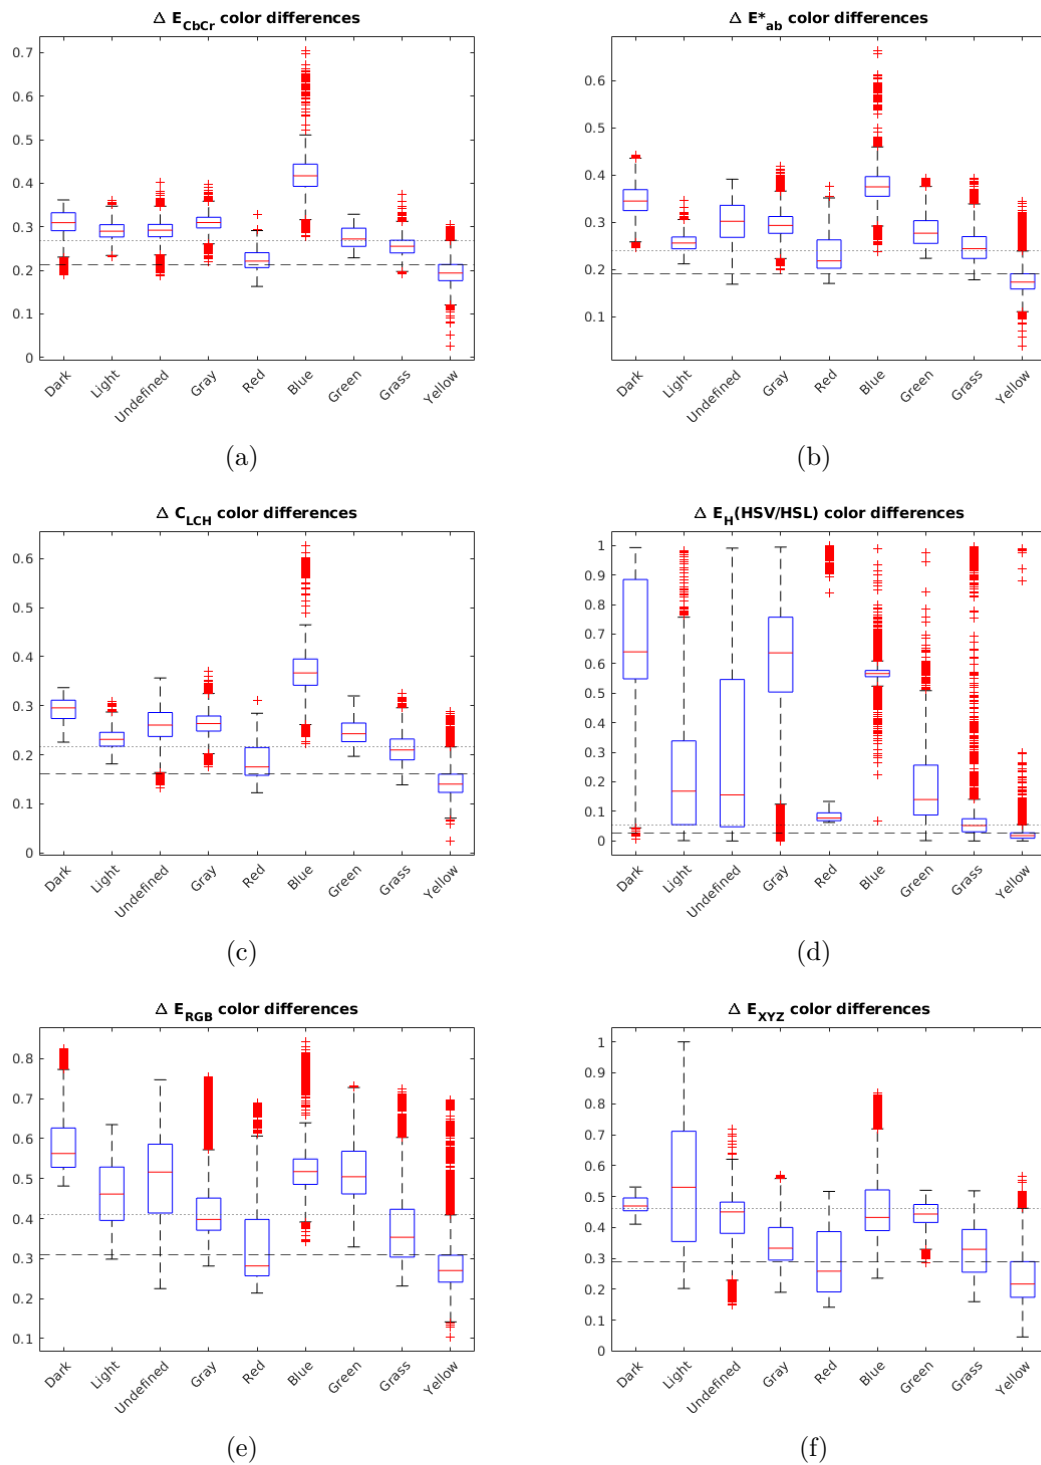 Δ E_CbCr color differences
0.7
0.6
0.5
0.4
0.3
0.2
0.1
0
Dark Light Undefined Gray Red Blue Green Grass Yellow
(a)
Δ E*_ab color differences
0.6
0.5
0.4
0.3
0.2
0.1
Dark Light Undefined Gray Red Blue Green Grass Yellow
(b)
Δ C_LCH color differences
0.6
0.5
0.4
0.3
0.2
0.1
0
Dark Light Undefined Gray Red Blue Green Grass Yellow
(c)
Δ E_H(HSV/HSL) color differences
1
0.9
0.8
0.7
0.6
0.5
0.4
0.3
0.2
0.1
0
Dark Light Undefined Gray Red Blue Green Grass Yellow
(d)
Δ E_RGB color differences
0.8
0.7
0.6
0.5
0.4
0.3
0.2
0.1
Dark Light Undefined Gray Red Blue Green Grass Yellow
(e)
Δ E_XYZ color differences
1
0.9
0.8
0.7
0.6
0.5
0.4
0.3
0.2
0.1
0
Dark Light Undefined Gray Red Blue Green Grass Yellow
(f)